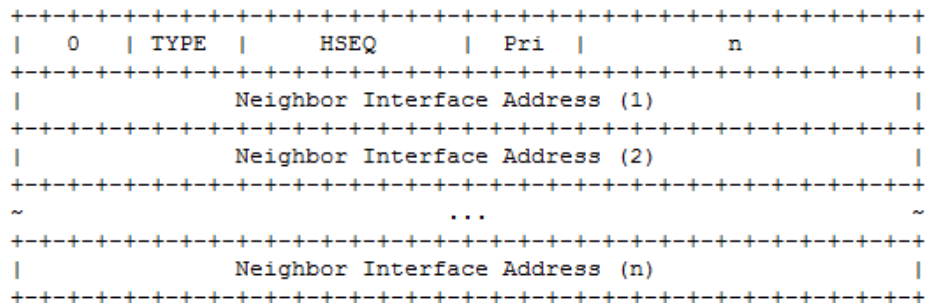 +-+-+-+-+-+-+-+-+-+-+-+-+-+-+-+-+-+-+-+-+-+-+-+-+-+-+-+-+-+-+-+-+
|   0   | TYPE  |     HSEQ      |  Pri  |          n            |
+-+-+-+-+-+-+-+-+-+-+-+-+-+-+-+-+-+-+-+-+-+-+-+-+-+-+-+-+-+-+-+-+
|               Neighbor Interface Address (1)                  |
+-+-+-+-+-+-+-+-+-+-+-+-+-+-+-+-+-+-+-+-+-+-+-+-+-+-+-+-+-+-+-+-+
|               Neighbor Interface Address (2)                  |
+-+-+-+-+-+-+-+-+-+-+-+-+-+-+-+-+-+-+-+-+-+-+-+-+-+-+-+-+-+-+-+-+
~                              ...                              ~
+-+-+-+-+-+-+-+-+-+-+-+-+-+-+-+-+-+-+-+-+-+-+-+-+-+-+-+-+-+-+-+-+
|               Neighbor Interface Address (n)                  |
+-+-+-+-+-+-+-+-+-+-+-+-+-+-+-+-+-+-+-+-+-+-+-+-+-+-+-+-+-+-+-+-+